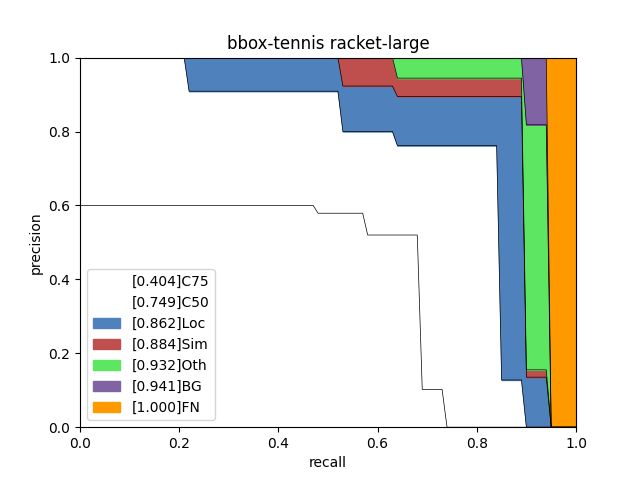 bbox-tennis racket-large
1.0
0.8
0.6
0.4
0.2
0.0
precision
[0.404]C75
[0.749]C50
[0.862]Loc
[0.884]Sim
[0.932]Oth
[0.941]BG
[1.000]FN
0.0 0.2 0.4 0.6 0.8 1.0
recall